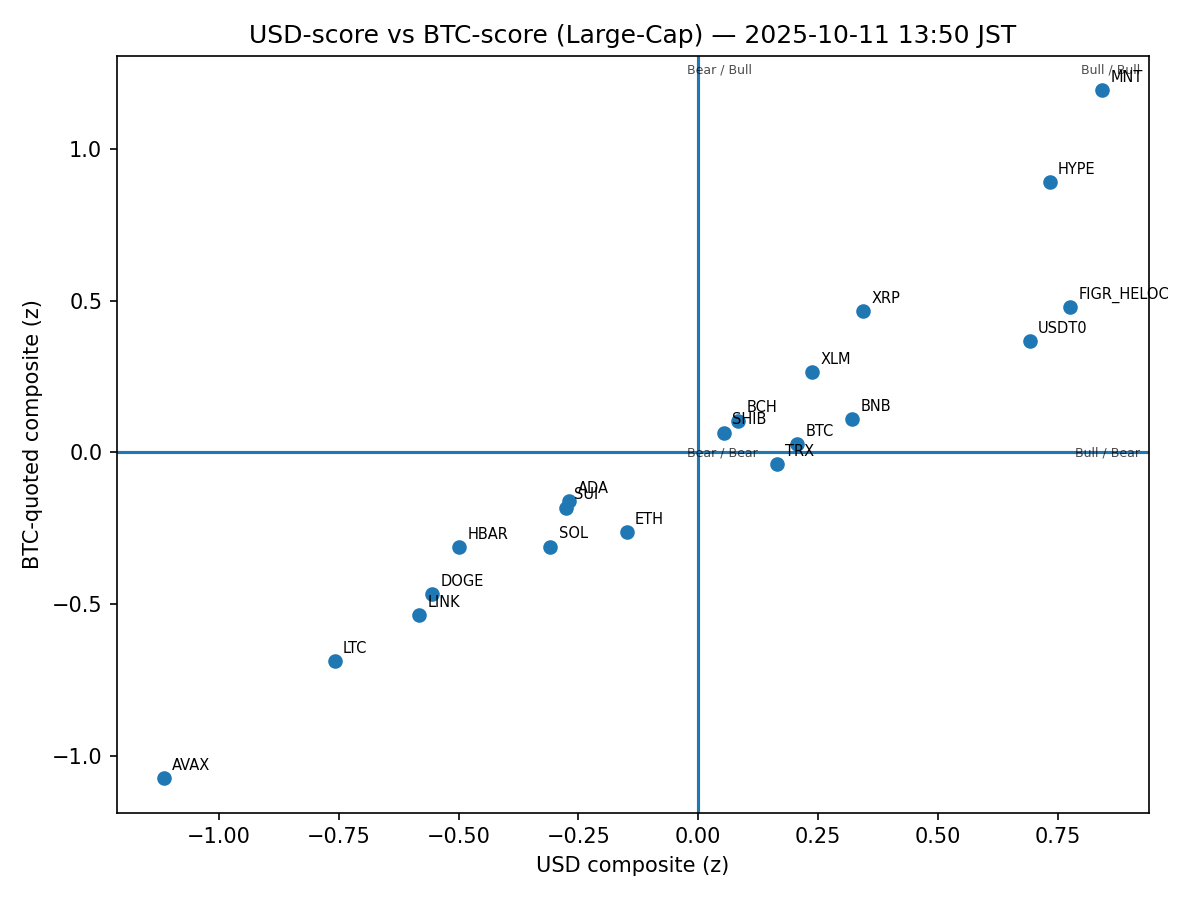 USD-score vs BTC-score (Large-Cap) — 2025-10-11 13:50 JST
Bear / Bull
Bull / Bull
MNT
HYPE
FIGR_HELOC
XRP
USDT0
XLM
BCH
BNB
SHIB
BTC
TRX
Bear / Bear
Bull / Bear
ADA
SUI
ETH
HBAR
SOL
DOGE
LINK
LTC
AVAX
1.0
0.5
0.0
−0.5
−1.0
BTC-quoted composite (z)
−1.00
−0.75
−0.50
−0.25
0.00
0.25
0.50
0.75
USD composite (z)